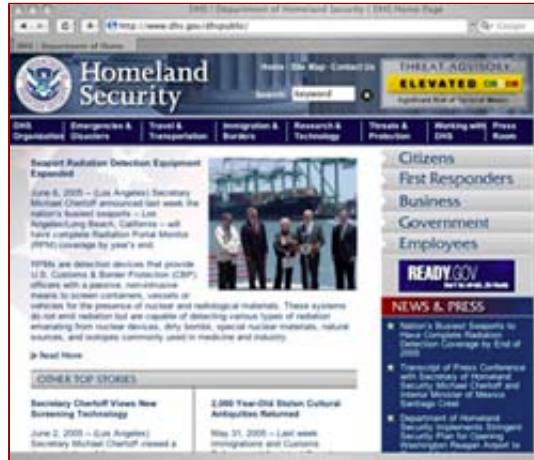 DHS | Department of Homeland Security | DHS Home Page
http://www.dhs.gov/dhspublic/
Google
DHS | Department of Homel
Homeland
Security
Home Site Map Contact Us
Search: keyword
THREAT ADVISORY
ELEVATED
Significant Risk of Terrorist Attacks
DHS
Organization
Emergencies &
Disasters
Travel &
Transportation
Immigration &
Borders
Research &
Technology
Threats &
Protection
Working with
DHS
Press
Room
Seaport Radiation Detection Equipment
Expanded
June 6, 2005 – (Los Angeles) Secretary
Michael Chertoff announced last week the
nation's busiest seaports – Los
Angeles/Long Beach, California – will
have complete Radiation Portal Monitor
(RPM) coverage by year's end.
RPMs are detection devices that provide
U.S. Customs & Border Protection (CBP)
officers with a passive, non-intrusive
means to screen containers, vessels or
vehicles for the presence of nuclear and radiological materials. These systems
do not emit radiation but are capable of detecting various types of radiation
emanating from nuclear devices, dirty bombs, special nuclear materials, natural
sources, and isotopes commonly used in medicine and industry.
Read More
OTHER TOP STORIES
Secretary Chertoff Views New
Screening Technology
June 2, 2005 – (Los Angeles)
Secretary Michael Chertoff viewed a
2,000 Year-Old Stolen Cultural
Antiquities Returned
May 31, 2005 – Last week
Immigrations and Customs
Citizens
First Responders
Business
Government
Employees
READY.GOV
NEWS & PRESS
Nation's Busiest Seaports to
Have Complete Radiation
Detection Coverage by End of
2005
Transcript of Press Conference
with Secretary of Homeland
Security Michael Chertoff and
Interior Minister of Mexico
Santiago Creel
Department of Homeland
Security Implements Stringent
Security Plan for Opening
Washington Reagan Airport to